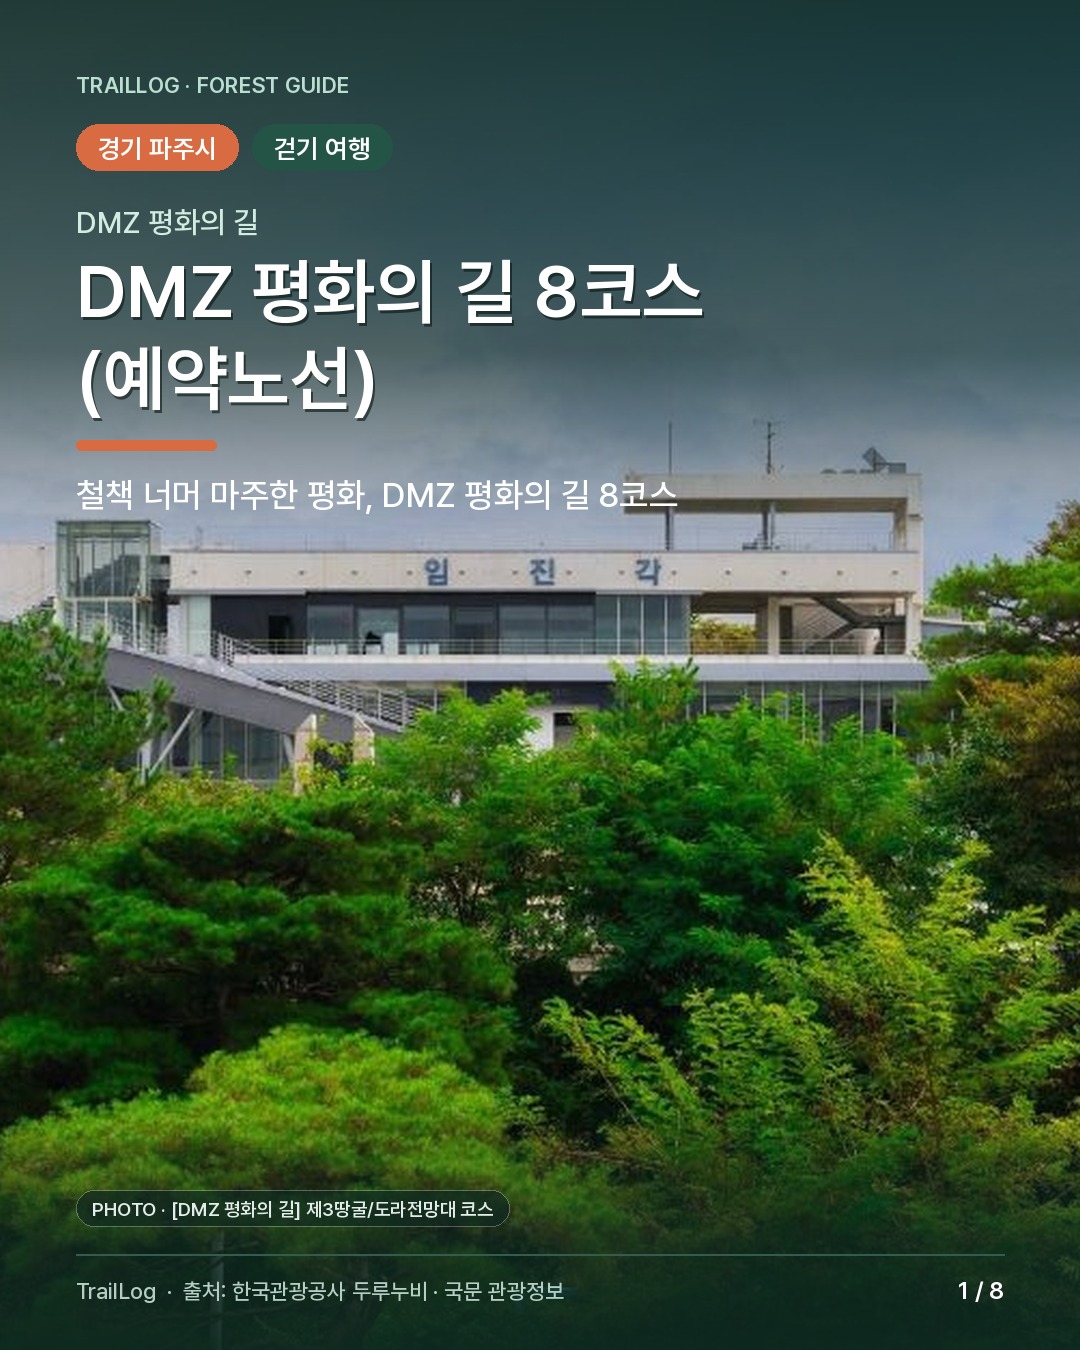 TRAILLOG · FOREST GUIDE
경기 파주시 걷기 여행
DMZ 평화의 길
DMZ 평화의 길 8코스
(예약노선)
철책 너머 마주한 평화, DMZ 평화의 길 8코스
임 진 각
PHOTO · [DMZ 평화의 길] 제3땅굴/도라전망대 코스
TrailLog · 출처: 한국관광공사 두루누비 · 국문 관광정보
1 / 8